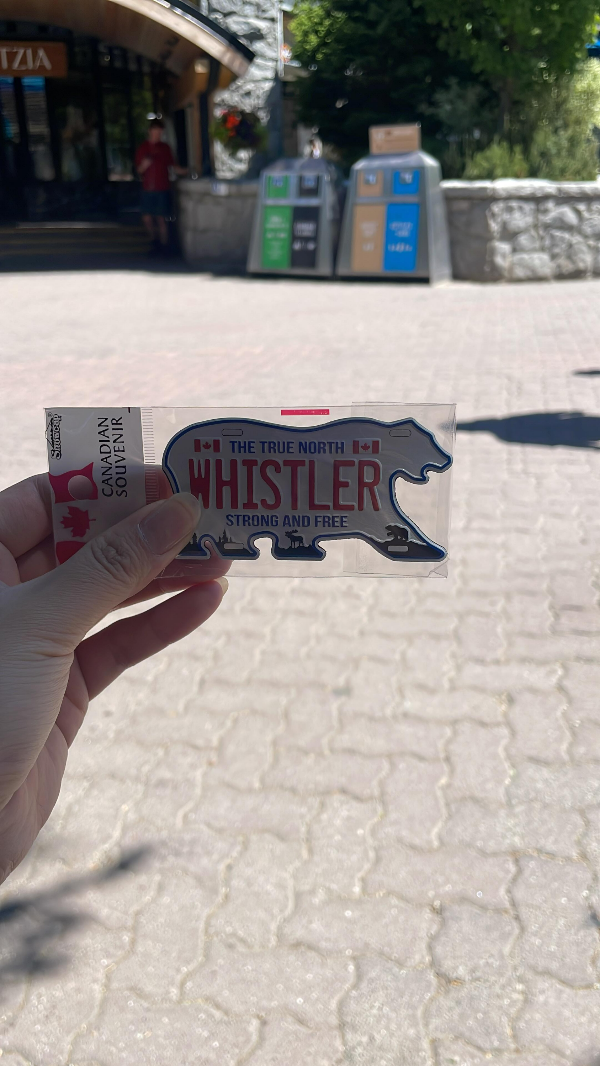 TZIA
THE TRUE NORTH
WHISTLER
STRONG AND FREE
CANADIAN
SOUVENIR